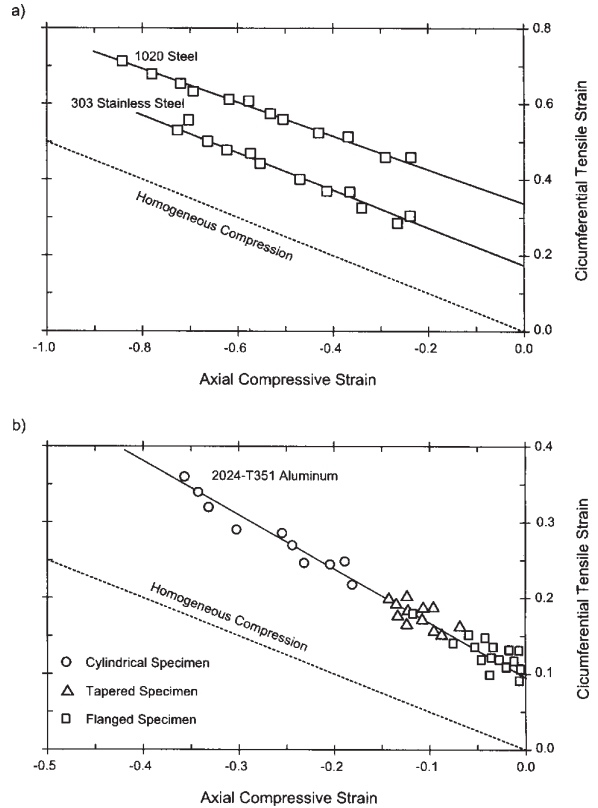 a)
0.8
1020 Steel
0.6
303 Stainless Steel
0.4
Homogeneous Compression
0.2
0.0
Cicumferential Tensile Strain
-1.0
-0.8
-0.6
-0.4
-0.2
0.0
Axial Compressive Strain
b)
0.4
2024-T351 Aluminum
0.3
0.2
Homogeneous Compression
Cylindrical Specimen
Tapered Specimen
Flanged Specimen
0.1
0.0
Cicumferential Tensile Strain
-0.5
-0.4
-0.3
-0.2
-0.1
0.0
Axial Compressive Strain